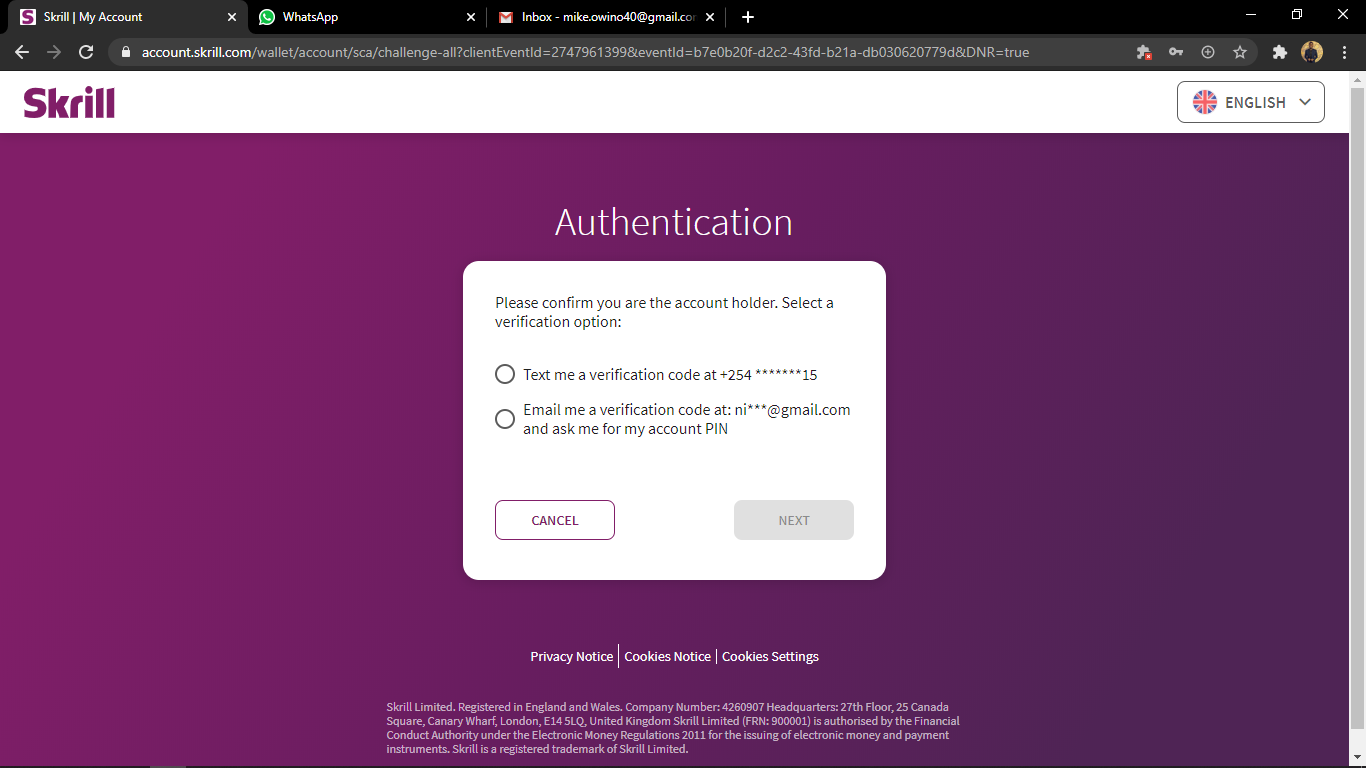 Skrill | My Account
WhatsApp
Inbox - mike.owino40@gmail.co
account.skrill.com/wallet/account/sca/challenge-all?clientEventId=2747961399&eventId=b7e0b20f-d2c2-43fd-b21a-db030620779d&DNR=true
Skrill
ENGLISH
Authentication
Please confirm you are the account holder. Select a
verification option:
Text me a verification code at +254 *******15
Email me a verification code at: ni***@gmail.com
and ask me for my account PIN
CANCEL
NEXT
Privacy Notice
Cookies Notice
Cookies Settings
Skrill Limited. Registered in England and Wales. Company Number: 4260907 Headquarters: 27th Floor, 25 Canada
Square, Canary Wharf, London, E14 5LQ, United Kingdom Skrill Limited (FRN: 900001) is authorised by the Financial
Conduct Authority under the Electronic Money Regulations 2011 for the issuing of electronic money and payment
instruments. Skrill is a registered trademark of Skrill Limited.